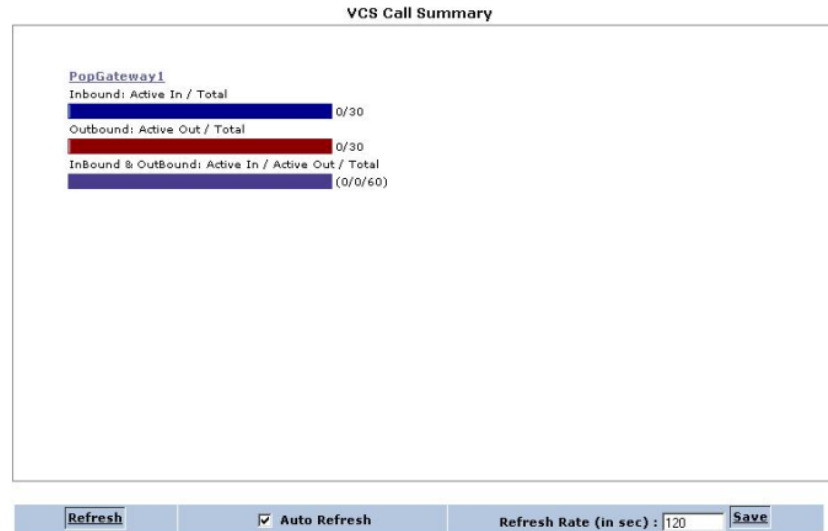 VCS Call Summary
PopGateway1
Inbound: Active In / Total
0/30
Outbound: Active Out / Total
0/30
InBound & OutBound: Active In / Active Out / Total
(0/0/60)
Refresh Auto Refresh Refresh Rate (in sec) : 120 Save